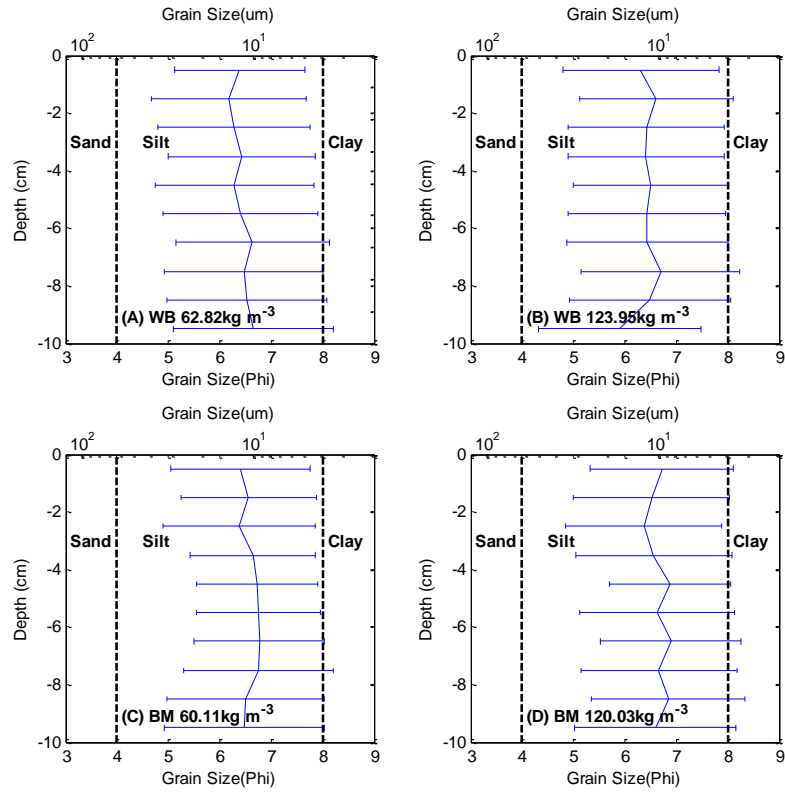 Grain Size(um)
10² 10¹
0
-2
-4
-6
-8
-10
Depth (cm)
Sand Silt Clay
(A) WB 62.82kg m⁻³
3 4 5 6 7 8 9
Grain Size(Phi)
Grain Size(um)
10² 10¹
0
-2
-4
-6
-8
-10
Depth (cm)
Sand Silt Clay
(B) WB 123.95kg m⁻³
3 4 5 6 7 8 9
Grain Size(Phi)
Grain Size(um)
10² 10¹
0
-2
-4
-6
-8
-10
Depth (cm)
Sand Silt Clay
(C) BM 60.11kg m⁻³
3 4 5 6 7 8 9
Grain Size(Phi)
Grain Size(um)
10² 10¹
0
-2
-4
-6
-8
-10
Depth (cm)
Sand Silt Clay
(D) BM 120.03kg m⁻³
3 4 5 6 7 8 9
Grain Size(Phi)